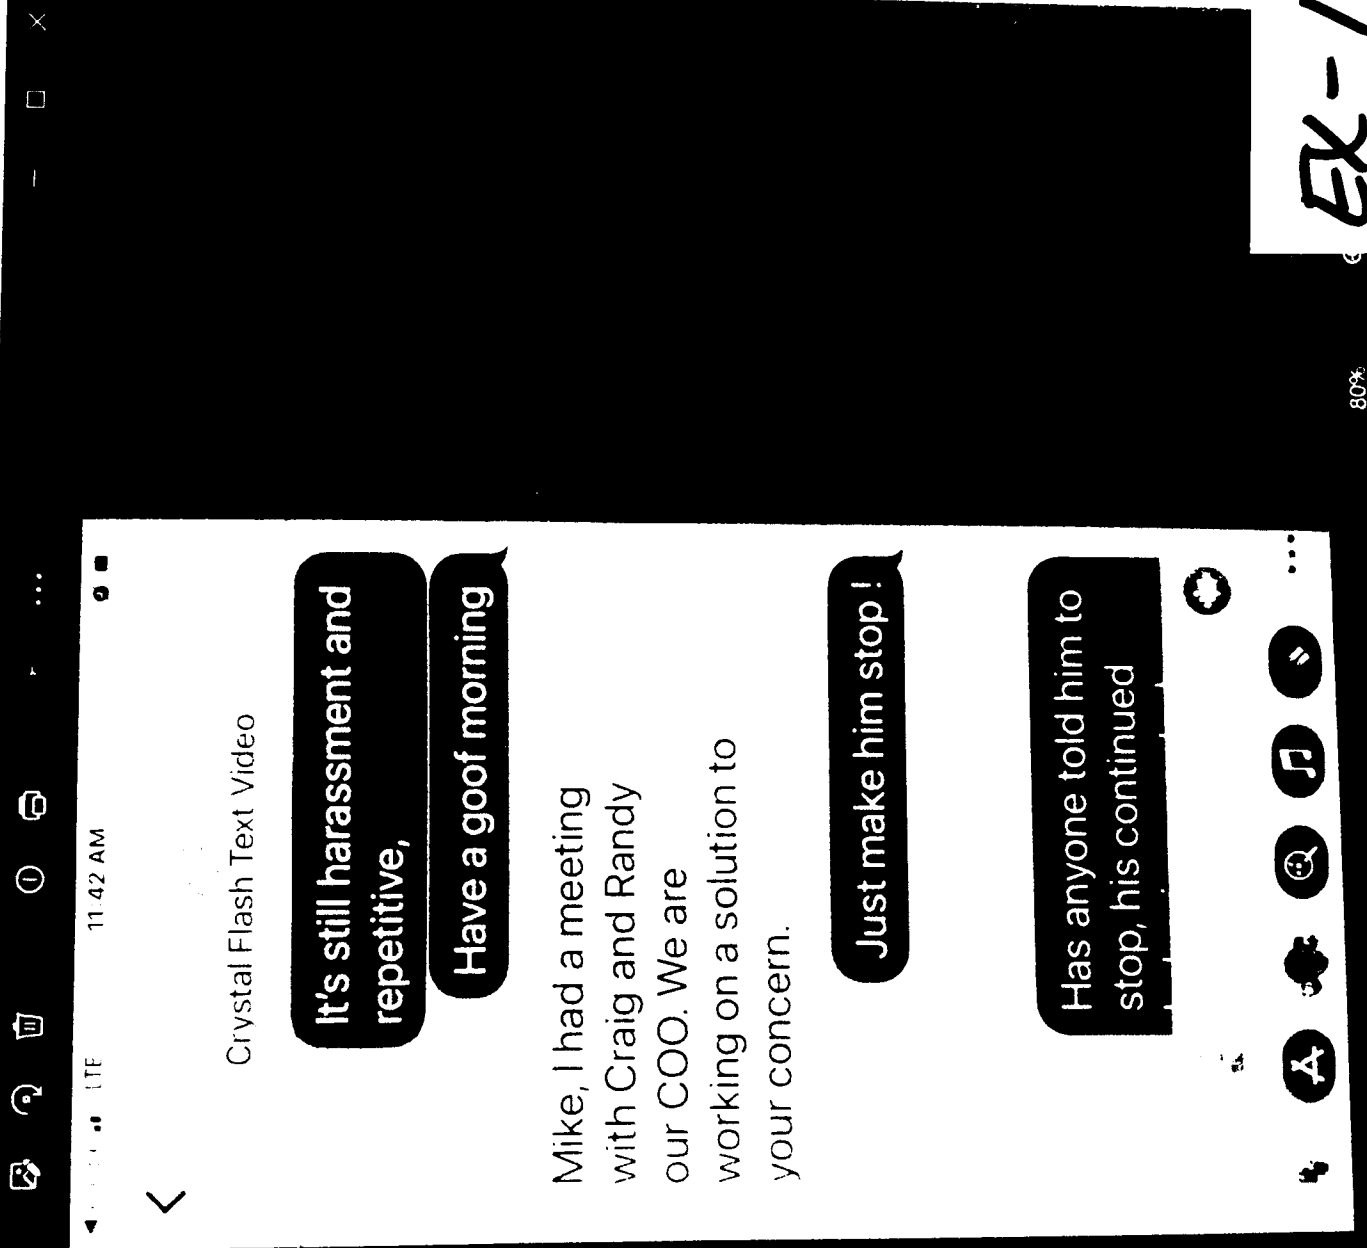 EX-1
11:42 AM
LTE
Crystal Flash Text Video
It's still harassment and
repetitive,
Have a goof morning
Mike, I had a meeting
with Craig and Randy
our COO. We are
working on a solution to
your concern.
Just make him stop !
Has anyone told him to
stop, his continued
80%